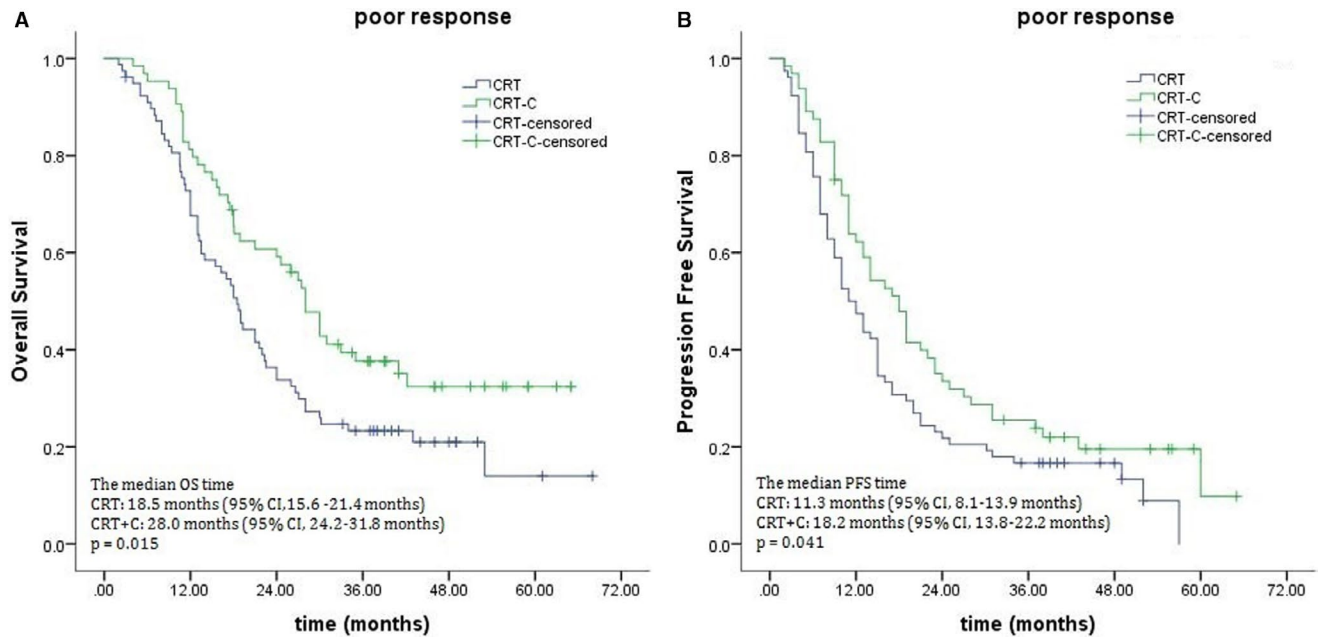 A
poor response
Overall Survival
1.0
0.8
0.6
0.4
0.2
0.0
CRT
CRT-C
CRT-censored
CRT-C-censored
The median OS time
CRT: 18.5 months (95% CI,15.6 -21.4 months)
CRT+C: 28.0 months (95% CI, 24.2-31.8 months)
p = 0.015
.00 12.00 24.00 36.00 48.00 60.00 72.00
time (months)
B
poor response
Progression Free Survival
1.0
0.8
0.6
0.4
0.2
0.0
CRT
CRT-C
CRT-censored
CRT-C-censored
The median PFS time
CRT: 11.3 months (95% CI, 8.1-13.9 months)
CRT+C: 18.2 months (95% CI, 13.8-22.2 months)
p = 0.041
.00 12.00 24.00 36.00 48.00 60.00 72.00
time (months)